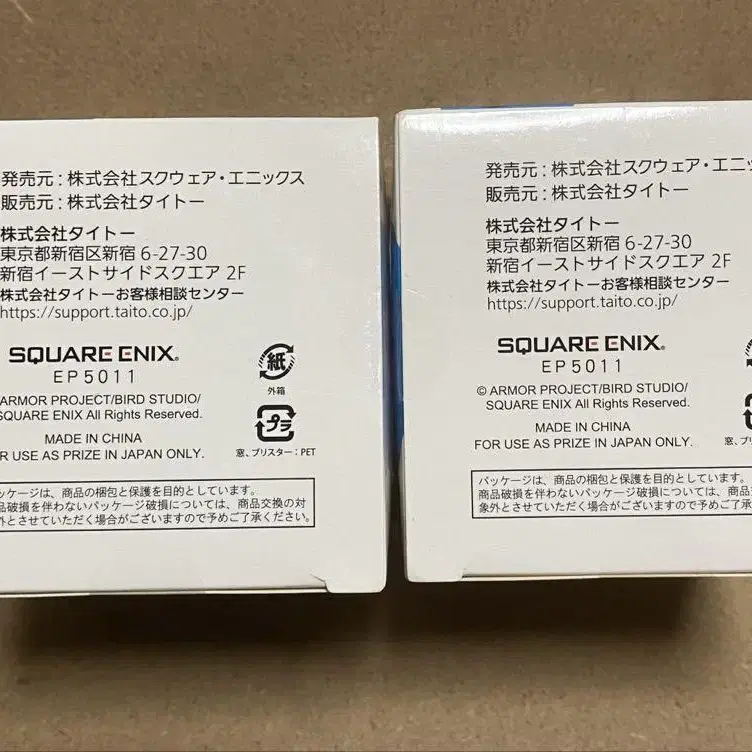 発売元：株式会社スクウェア・エニックス
販売元：株式会社タイトー
株式会社タイトー
東京都新宿区新宿 6-27-30
新宿イーストサイドスクエア 2F
株式会社タイトーお客様相談センター
https://support.taito.co.jp/
SQUARE ENIX®
EP5011
ARMOR PROJECT/BIRD STUDIO/
SQUARE ENIX All Rights Reserved.
MADE IN CHINA
OR USE AS PRIZE IN JAPAN ONLY.
紙
外箱
プラ
窓、ブリスター：PET
ッケージは、商品の梱包と保護を目的としています。
品破損を伴わないパッケージ破損については、商品交換の対
外とさせていただく場合がございますので予めご了承ください。
発売元：株式会社スクウェア・エニ
販売元：株式会社タイトー
株式会社タイトー
東京都新宿区新宿 6-27-30
新宿イーストサイドスクエア 2F
株式会社タイトーお客様相談センター
https://support.taito.co.jp/
SQUARE ENIX®
EP5011
© ARMOR PROJECT/BIRD STUDIO/
SQUARE ENIX All Rights Reserved.
MADE IN CHINA
FOR USE AS PRIZE IN JAPAN ONLY.
窓、
パッケージは、商品の梱包と保護を目的としています。
商品破損を伴わないパッケージ破損については、商品
象外とさせていただく場合がございますので予めご了